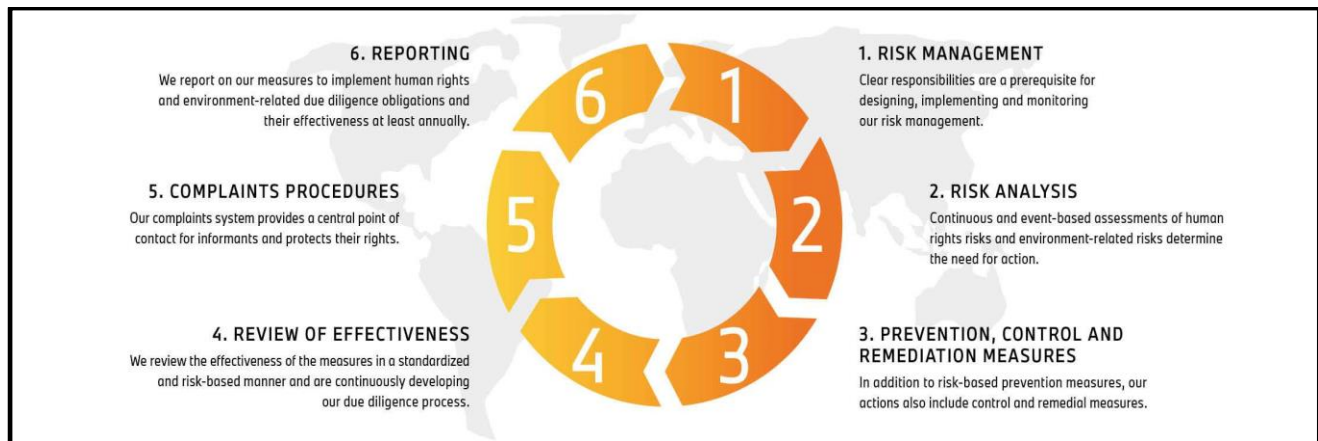 1. RISK MANAGEMENT
Clear responsibilities are a prerequisite for
designing, implementing and monitoring
our risk management.
2. RISK ANALYSIS
Continuous and event-based assessments of human
rights risks and environment-related risks determine
the need for action.
3. PREVENTION, CONTROL AND
REMEDIATION MEASURES
In addition to risk-based prevention measures, our
actions also include control and remedial measures.
4. REVIEW OF EFFECTIVENESS
We review the effectiveness of the measures in a standardized
and risk-based manner and are continuously developing
our due diligence process.
5. COMPLAINTS PROCEDURES
Our complaints system provides a central point of
contact for informants and protects their rights.
6. REPORTING
We report on our measures to implement human rights
and environment-related due diligence obligations and
their effectiveness at least annually.
1
2
3
4
5
6